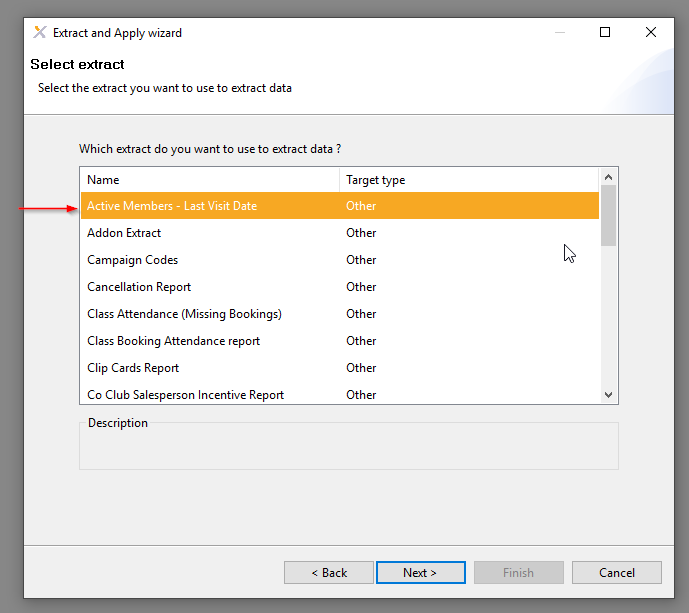 Extract and Apply wizard
Select extract
Select the extract you want to use to extract data
Which extract do you want to use to extract data ?
Name Target type
Active Members - Last Visit Date Other
Addon Extract Other
Campaign Codes Other
Cancellation Report Other
Class Attendance (Missing Bookings) Other
Class Booking Attendance report Other
Clip Cards Report Other
Co Club Salesperson Incentive Report Other
Description
< Back Next > Finish Cancel